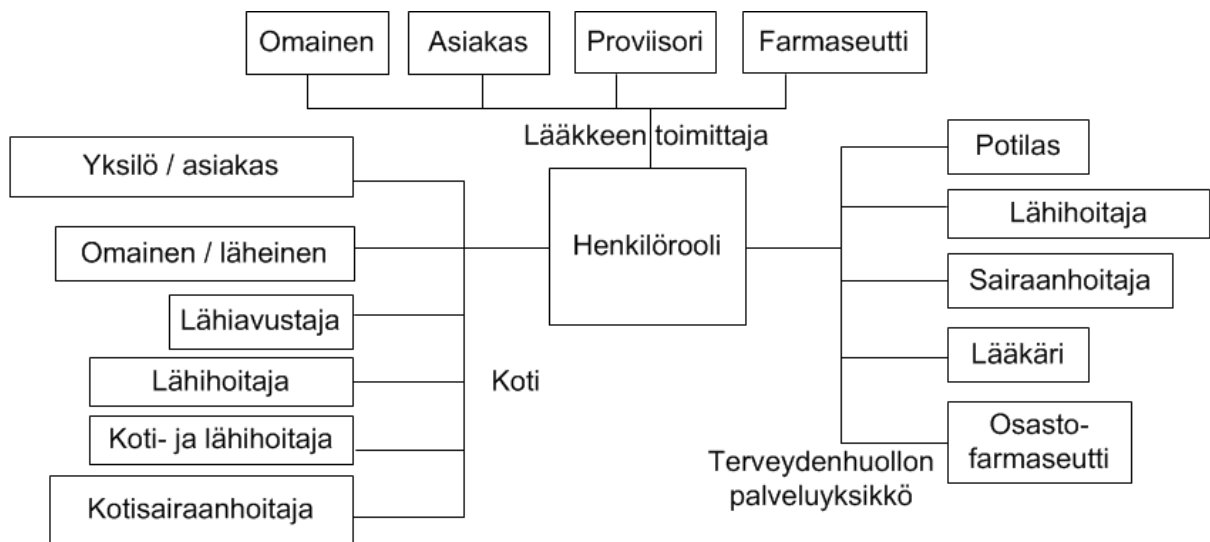 Omainen
Asiakas
Proviisori
Farmaseutti
Lääkkeen toimittaja
Yksilö / asiakas
Omainen / läheinen
Lähiavustaja
Lähihoitaja
Koti- ja lähihoitaja
Kotisairaanhoitaja
Koti
Henkilörooli
Potilas
Lähihoitaja
Sairaanhoitaja
Lääkäri
Osasto-
farmaseutti
Terveydenhuollon
palveluyksikkö